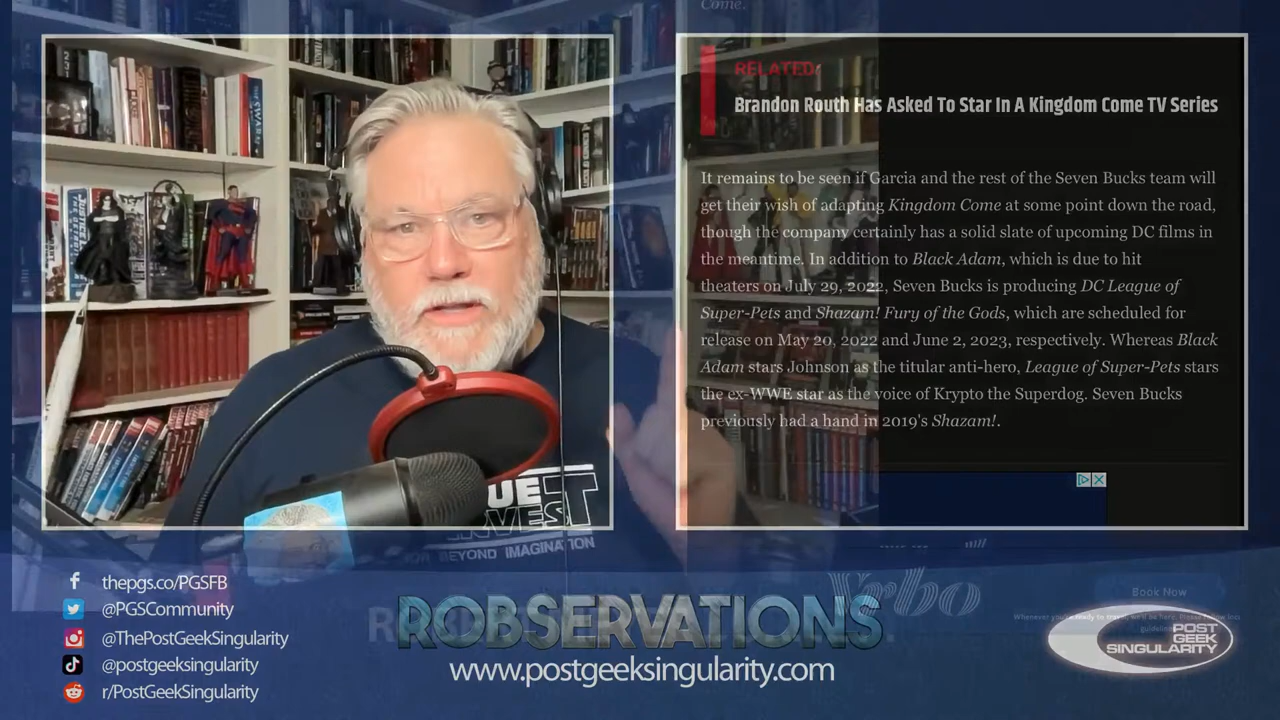 Come.
RELATED:
Brandon Routh Has Asked To Star In A Kingdom Come TV Series
It remains to be seen if Garcia and the rest of the Seven Bucks team will
get their wish of adapting Kingdom Come at some point down the road,
though the company certainly has a solid slate of upcoming DC films in
the meantime. In addition to Black Adam, which is due to hit
theaters on July 29, 2022, Seven Bucks is producing DC League of
Super-Pets and Shazam! Fury of the Gods, which are scheduled for
release on May 20, 2022 and June 2, 2023, respectively. Whereas Black
Adam stars Johnson as the titular anti-hero, League of Super-Pets stars
the ex-WWE star as the voice of Krypto the Superdog. Seven Bucks
previously had a hand in 2019's Shazam!.
UE
RVEST
FOR BEYOND IMAGINATION
thepgs.co/PGSFB
@PGSCommunity
@ThePostGeekSingularity
@postgeeksingularity
r/PostGeekSingularity
ROBSERVATIONS
www.postgeeksingularity.com
Vrbo
Book Now
POST
GEEK
SINGULARITY